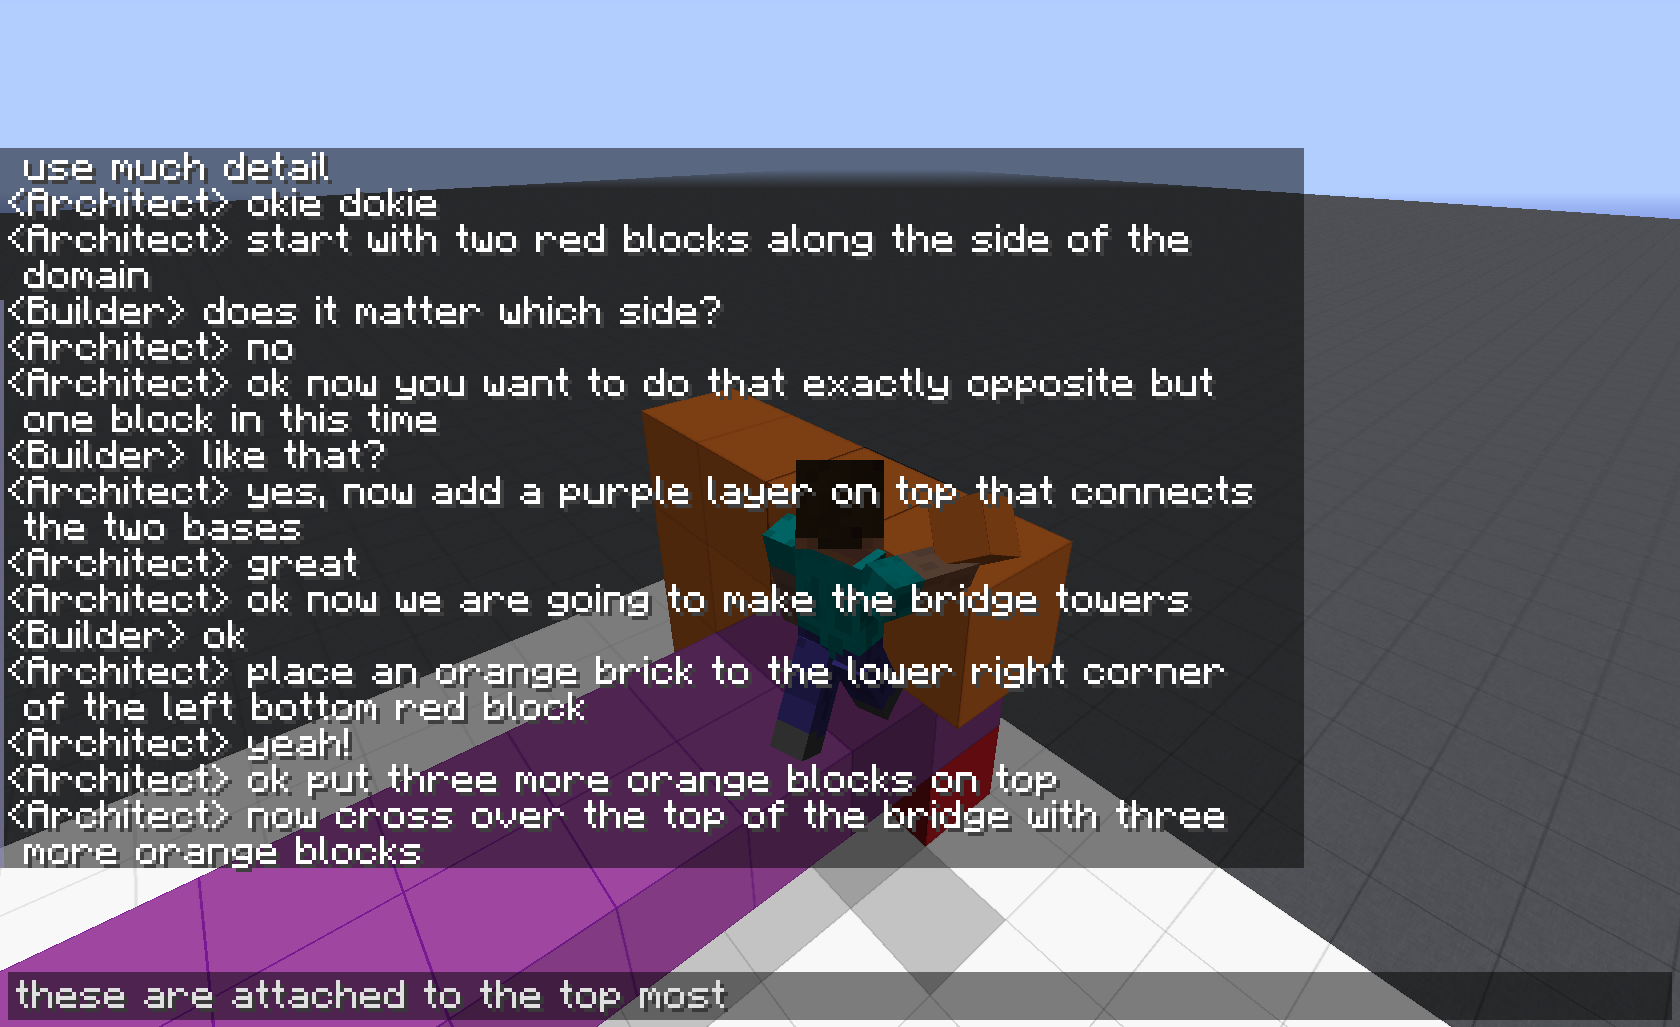 use much detail
<Architect> okie dokie
<Architect> start with two red blocks along the side of the
domain
<Builder> does it matter which side?
<Architect> no
<Architect> ok now you want to do that exactly opposite but
one block in this time
<Builder> like that?
<Architect> yes, now add a purple layer on top that connects
the two bases
<Architect> great
<Architect> ok now we are going to make the bridge towers
<Builder> ok
<Architect> place an orange brick to the lower right corner
of the left bottom red block
<Architect> yeah!
<Architect> ok put three more orange blocks on top
<Architect> now cross over the top of the bridge with three
more orange blocks
these are attached to the top most